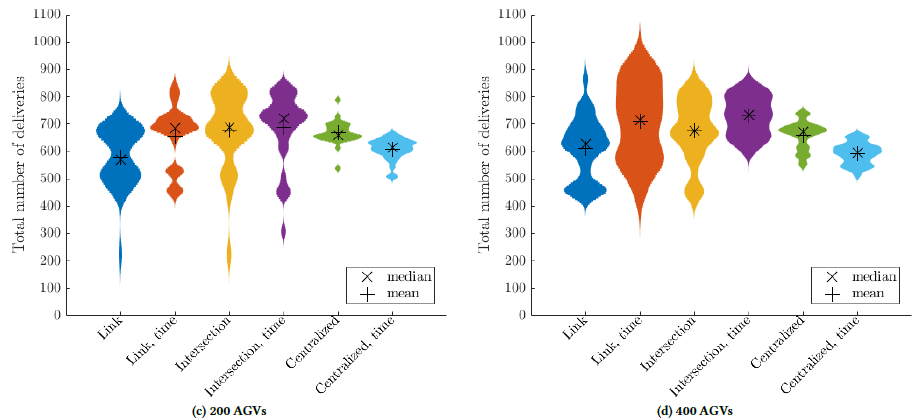 1100
1000
900
800
700
600
500
400
300
200
100
0
Total number of deliveries
Link
Link, time
Intersection
Intersection, time
Centralized
Centralized, time
median
mean
(c) 200 AGVs
1100
1000
900
800
700
600
500
400
300
200
100
0
Total number of deliveries
Link
Link, time
Intersection
Intersection, time
Centralized
Centralized, time
median
mean
(d) 400 AGVs